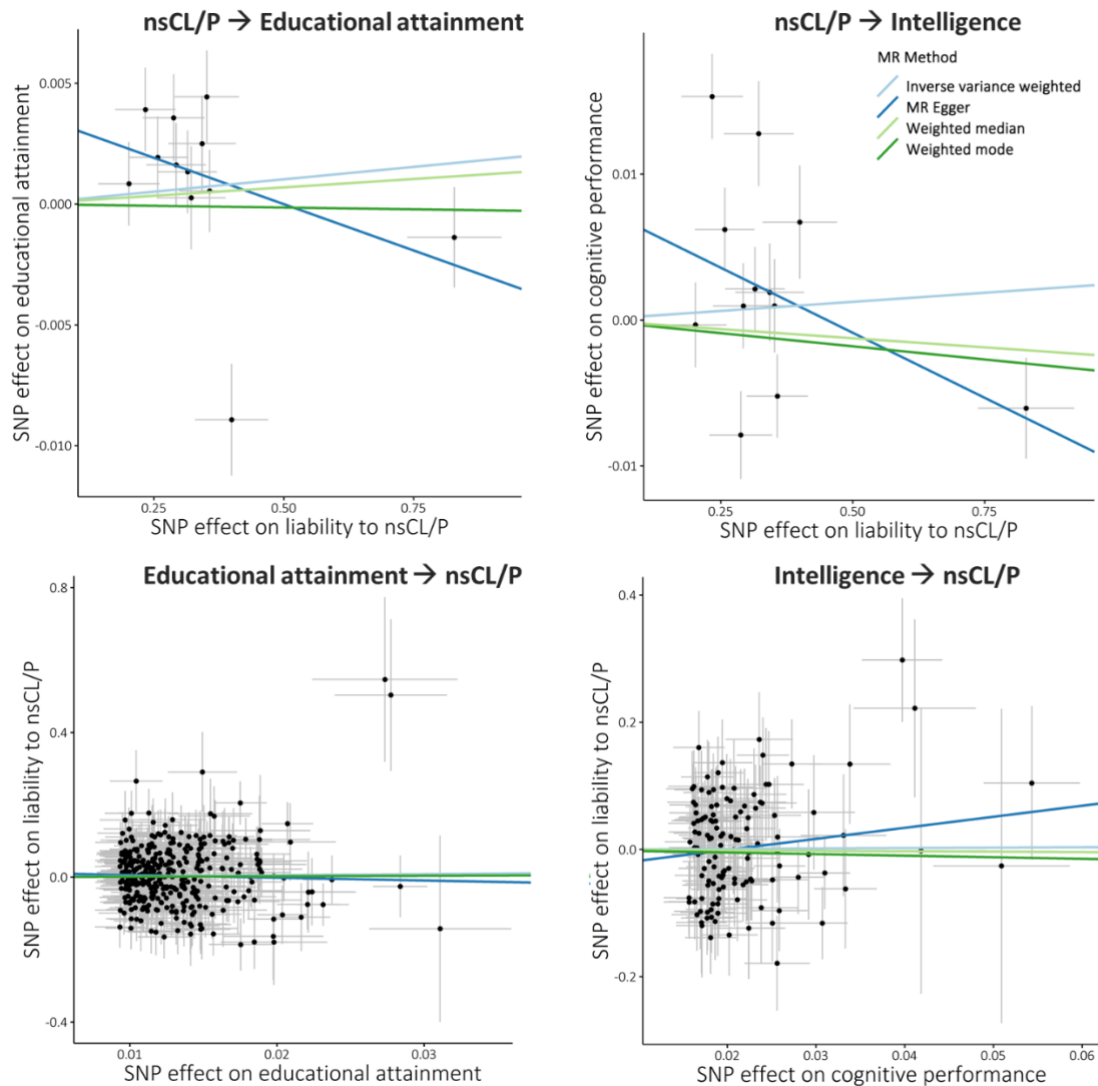 nsCL/P → Educational attainment
SNP effect on educational attainment
0.005
0.000
-0.005
-0.010
0.25
0.50
0.75
SNP effect on liability to nsCL/P
nsCL/P → Intelligence
MR Method
Inverse variance weighted
MR Egger
Weighted median
Weighted mode
SNP effect on cognitive performance
0.01
0.00
-0.01
0.25
0.50
0.75
SNP effect on liability to nsCL/P
Educational attainment → nsCL/P
SNP effect on liability to nsCL/P
0.8
0.4
0.0
-0.4
0.01
0.02
0.03
SNP effect on educational attainment
Intelligence → nsCL/P
SNP effect on liability to nsCL/P
0.4
0.2
0.0
-0.2
0.02
0.03
0.04
0.05
0.06
SNP effect on cognitive performance